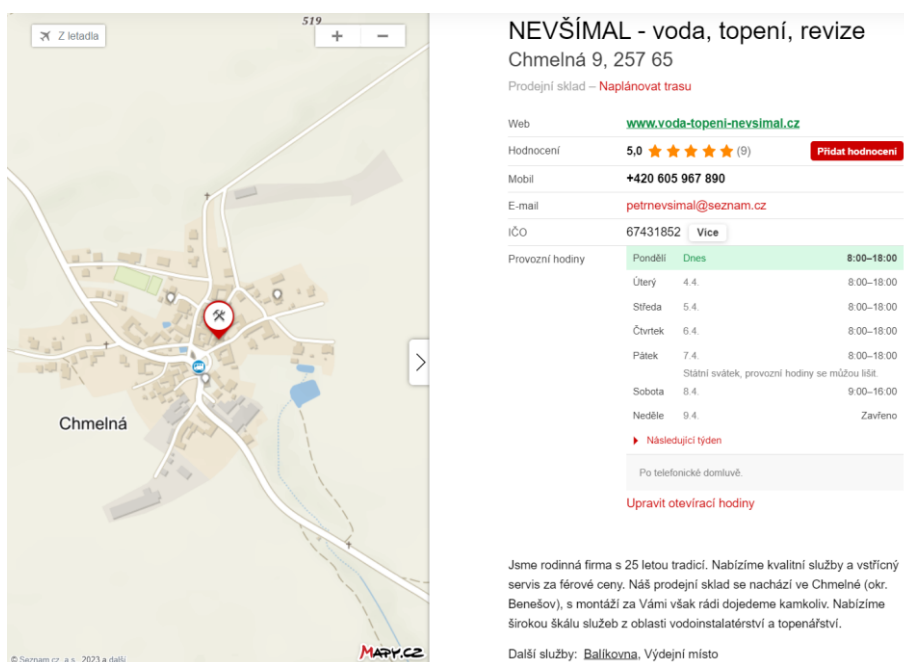 519
Z letadla
+ −
Chmelná
© Seznam.cz, a.s., 2023 a další
MAPY.CZ
NEVŠÍMAL - voda, topení, revize
Chmelná 9, 257 65
Prodejní sklad – Naplánovat trasu
Web www.voda-topeni-nevsimal.cz
Hodnocení 5,0 (9) Přidat hodnocení
Mobil +420 605 967 890
E-mail petrnevsimal@seznam.cz
IČO 67431852 Více
Provozní hodiny Pondělí Dnes 8:00–18:00
Úterý 4.4. 8:00–18:00
Středa 5.4. 8:00–18:00
Čtvrtek 6.4. 8:00–18:00
Pátek 7.4. 8:00–18:00
Státní svátek, provozní hodiny se můžou lišit.
Sobota 8.4. 9:00–16:00
Neděle 9.4. Zavřeno
Následující týden
Po telefonické domluvě.
Upravit otevírací hodiny
Jsme rodinná firma s 25 letou tradicí. Nabízíme kvalitní služby a vstřícný
servis za férové ceny. Náš prodejní sklad se nachází ve Chmelné (okr.
Benešov), s montáží za Vámi však rádi dojedeme kamkoliv. Nabízíme
širokou škálu služeb z oblasti vodoinstalatérství a topenářství.
Další služby: Balíkovna, Výdejní místo